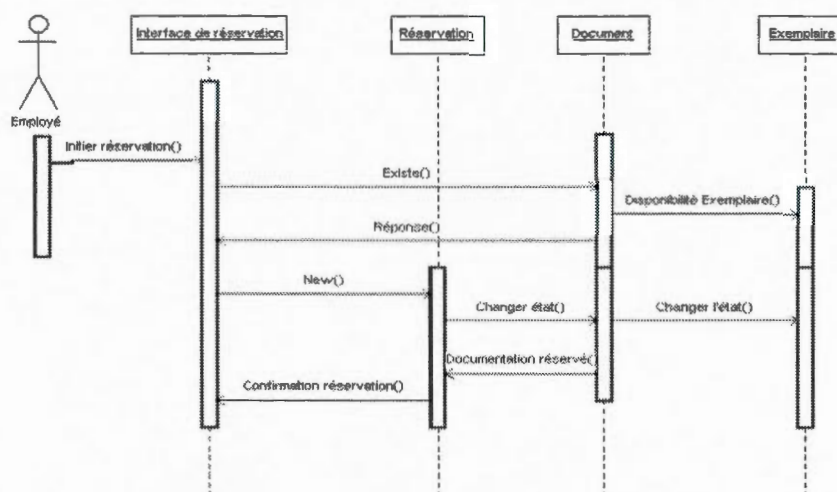 Interface de réservation
Réservation
Document
Exemplaire
Employé
Initier réservation()
Existe()
Disponibilité Exemplaire()
Réponse()
New()
Changer état()
Changer l'état()
Documentation réservé()
Confirmation réservation()